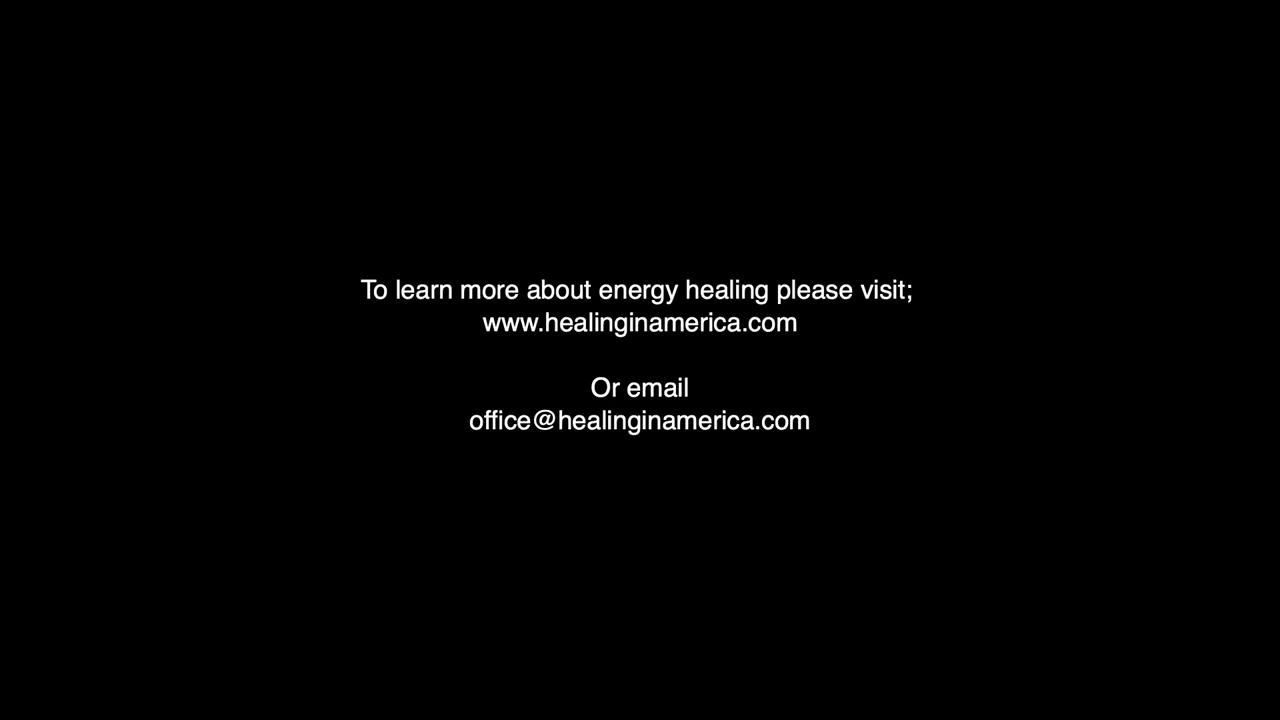 To learn more about energy healing please visit;
www.healinginamerica.com
Or email
office@healinginamerica.com